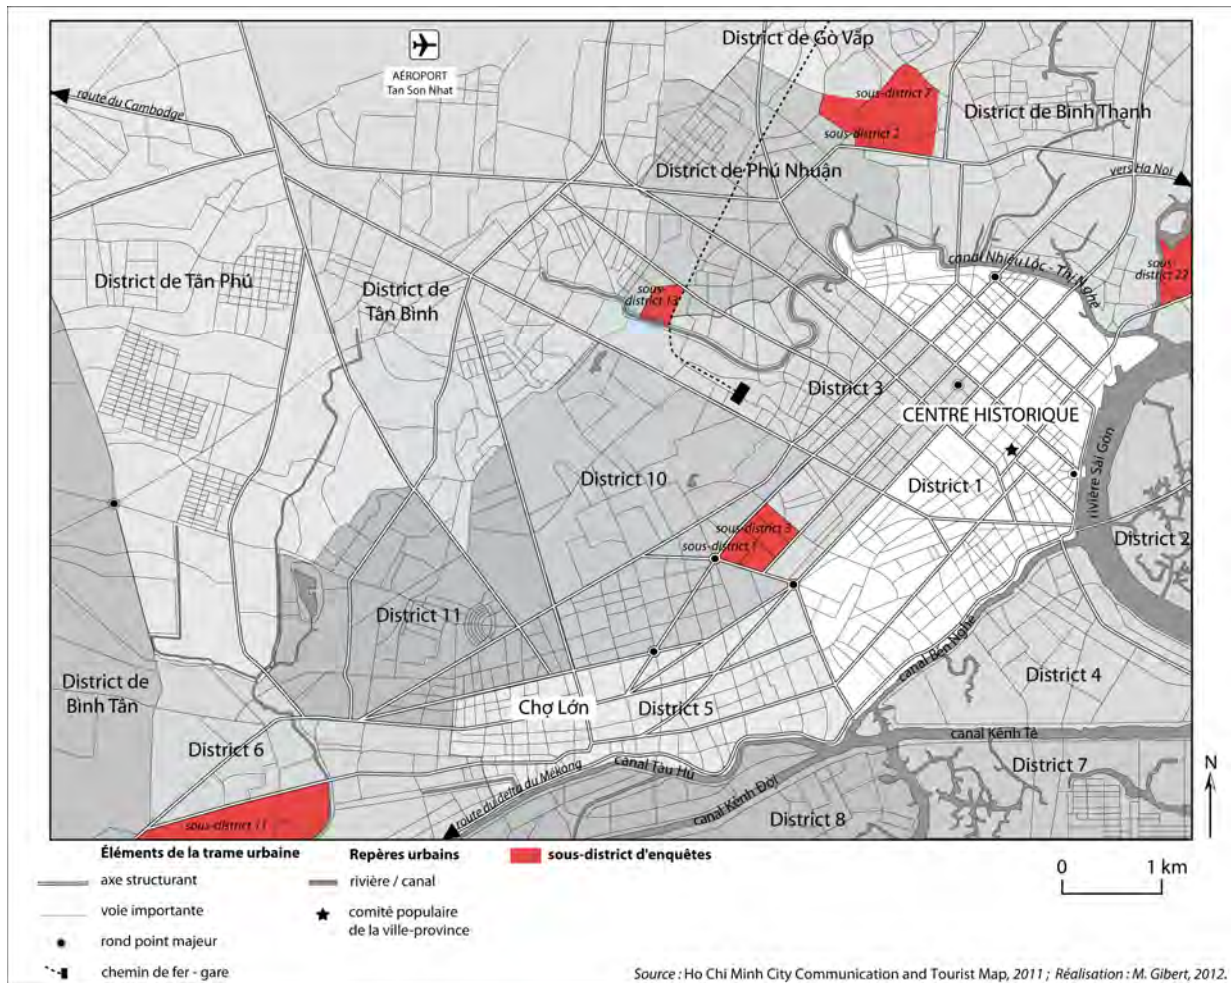 District de Gò Vấp
AÉROPORT
Tan Son Nhat
route du Cambodge
sous-district 7
District de Bình Thạnh
sous-district 2
District de Phú Nhuận
vers Ha Noi
canal Nhiêu Lôc - Thi Nghe
District de Tân Phú
District de
Tân Bình
sous-
district 13
sous-
district 22
District 3
CENTRE HISTORIQUE
District 10
District 1
rivière Sài Gòn
sous-district 3
sous-district 1
District 2
District 11
canal Bến Nghé
District de
Bình Tân
District 4
Chợ Lớn
District 5
District 6
canal Kênh Tẻ
canal Tàu Hủ
District 7
route du delta du Mékong
canal Kênh Đôi
District 8
sous-district 11
N
Éléments de la trame urbaine
axe structurant
voie importante
rond point majeur
chemin de fer - gare
Repères urbains
rivière / canal
comité populaire
de la ville-province
sous-district d'enquêtes
0 1 km
Source : Ho Chi Minh City Communication and Tourist Map, 2011 ; Réalisation : M. Gibert, 2012.